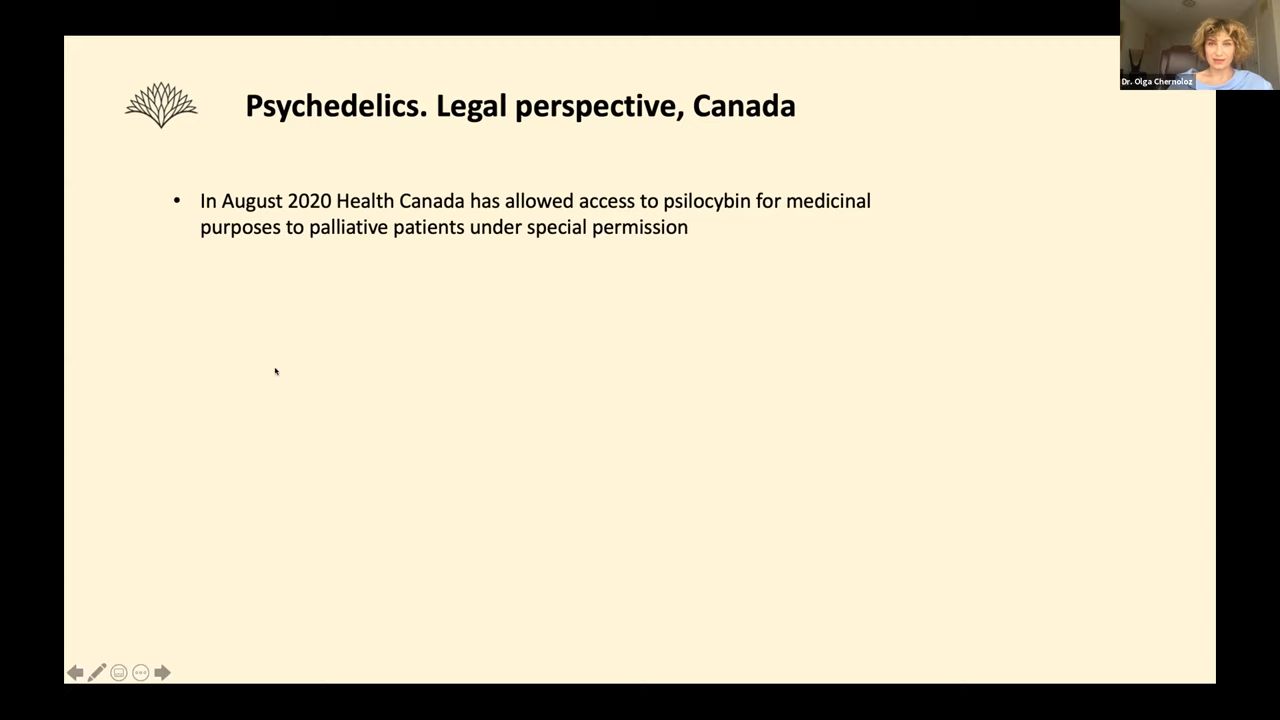 Dr. Olga Chernoloz
Psychedelics. Legal perspective, Canada
• In August 2020 Health Canada has allowed access to psilocybin for medicinal
purposes to palliative patients under special permission